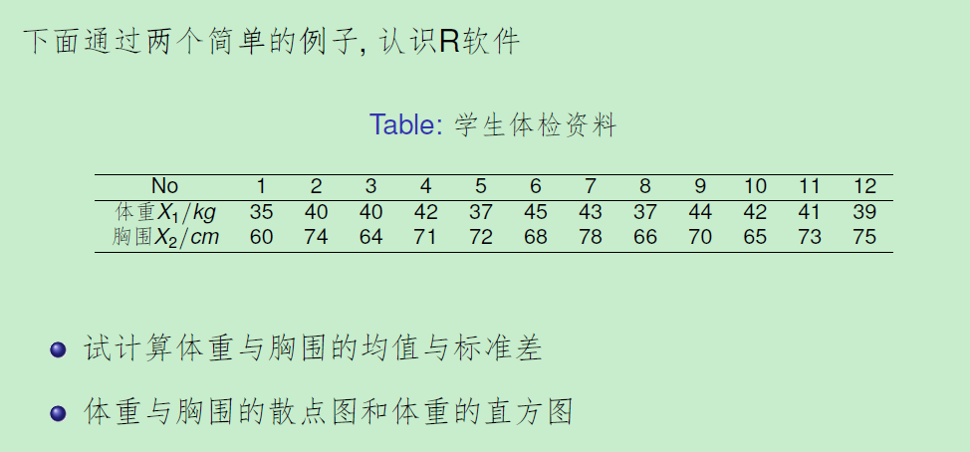 下面通过两个简单的例子, 认识R软件
Table: 学生体检资料
No 1 2 3 4 5 6 7 8 9 10 11 12
体重X₁/kg 35 40 40 42 37 45 43 37 44 42 41 39
胸围X₂/cm 60 74 64 71 72 68 78 66 70 65 73 75
试计算体重与胸围的均值与标准差
体重与胸围的散点图和体重的直方图